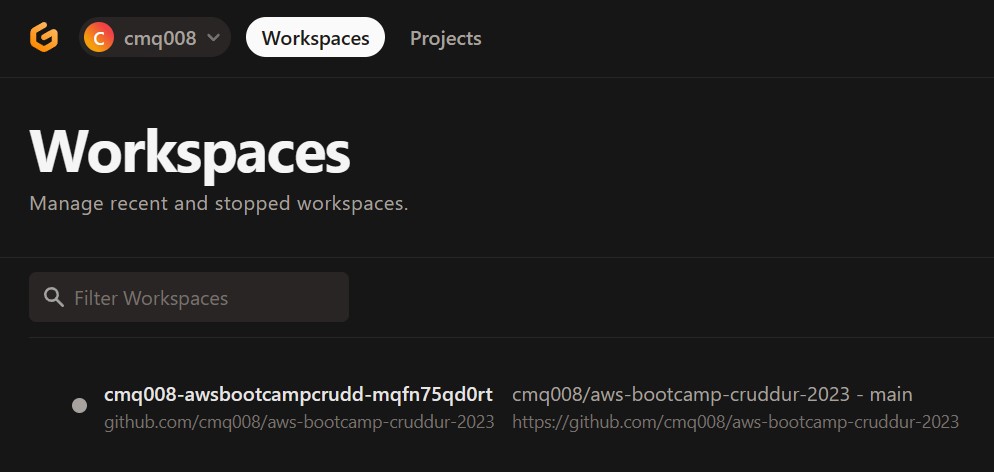 C cmq008 Workspaces Projects
Workspaces
Manage recent and stopped workspaces.
Filter Workspaces
cmq008-awsbootcampcrudd-mqfn75qd0rt cmq008/aws-bootcamp-cruddur-2023 - main
github.com/cmq008/aws-bootcamp-cruddur-2023 https://github.com/cmq008/aws-bootcamp-cruddur-2023